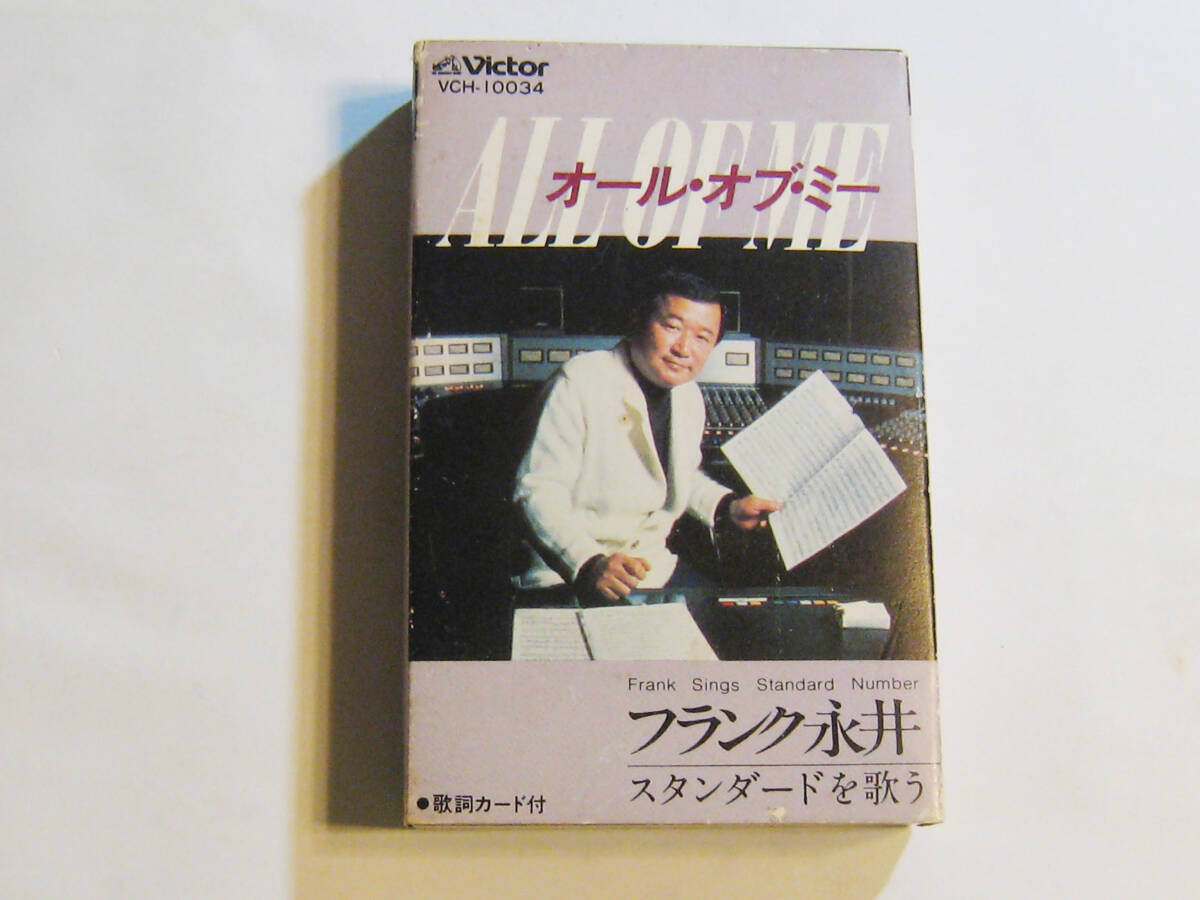 Victor
VCH-10034
ALL OF ME
オール・オブ・ミー
Frank Sings Standard Number
フランク永井
スタンダードを歌う
●歌詞カード付